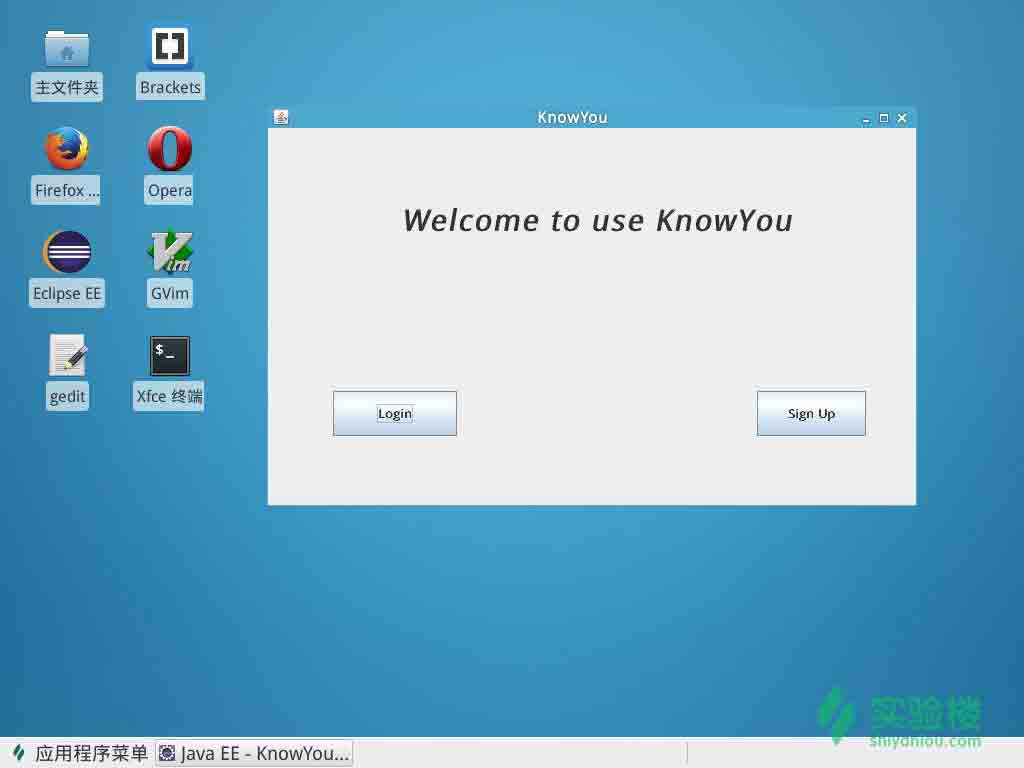 主文件夹
Brackets
Firefox ...
Opera
Eclipse EE
Vim
GVim
gedit
$_
Xfce 终端
KnowYou
Welcome to use KnowYou
Login
Sign Up
实验楼
shiyanlou.com
应用程序菜单
Java EE - KnowYou...